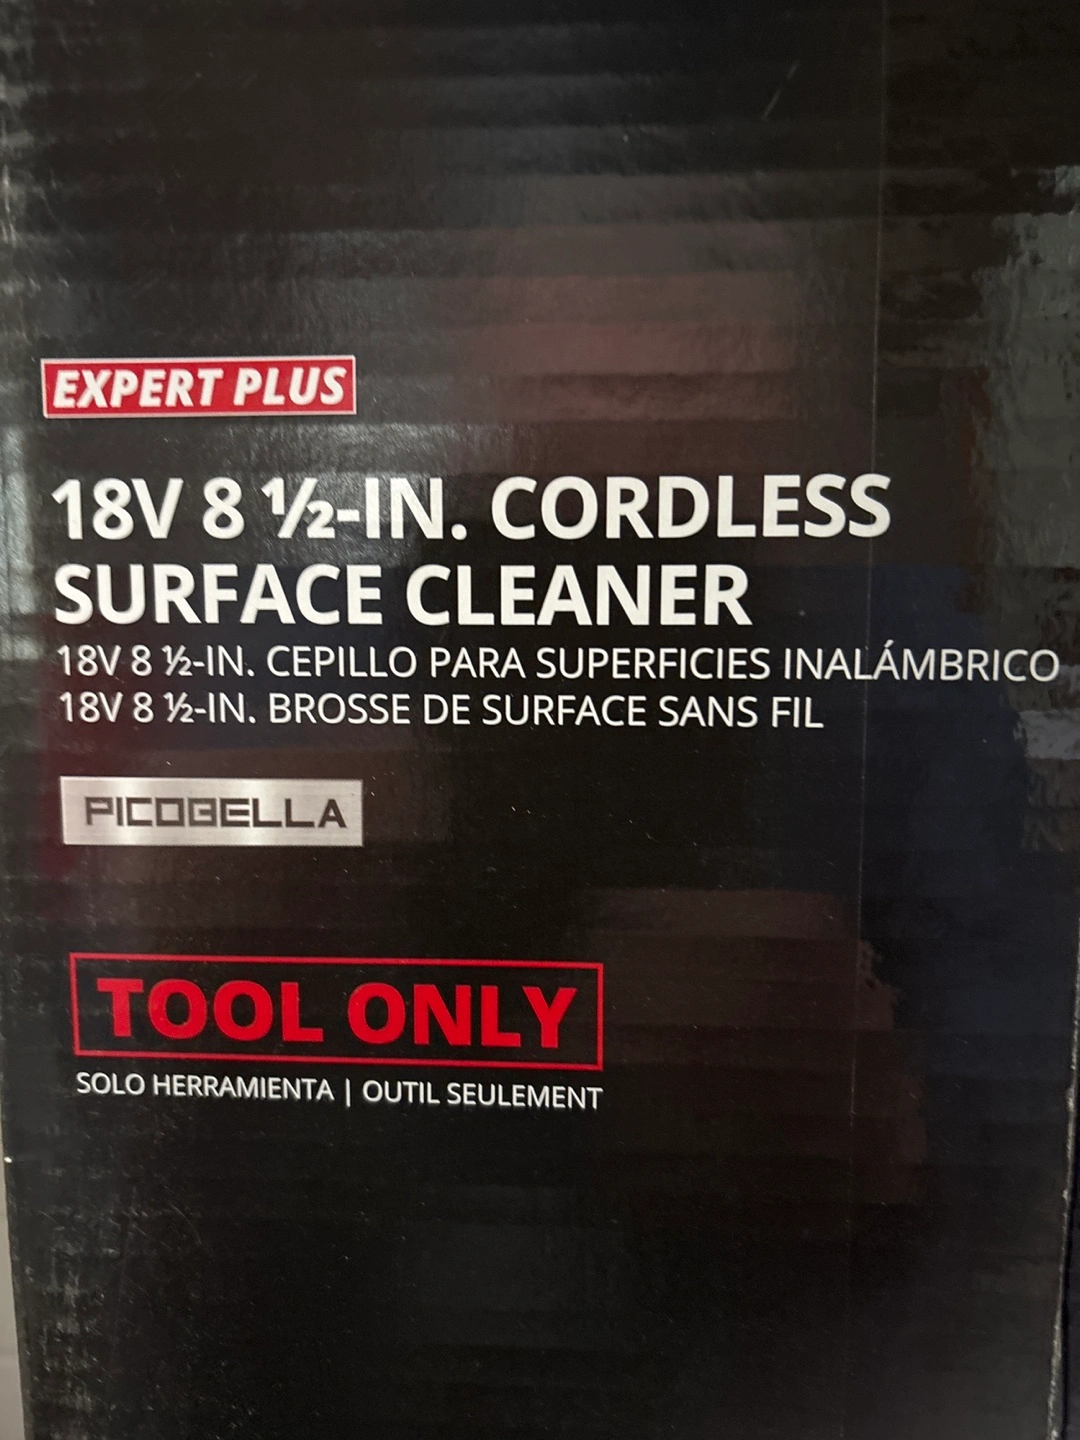 EXPERT PLUS
18V 8 ½-IN. CORDLESS
SURFACE CLEANER
18V 8 ½-IN. CEPILLO PARA SUPERFICIES INALÁMBRICO
18V 8 ½-IN. BROSSE DE SURFACE SANS FIL
PICOBELLA
TOOL ONLY
SOLO HERRAMIENTA | OUTIL SEULEMENT